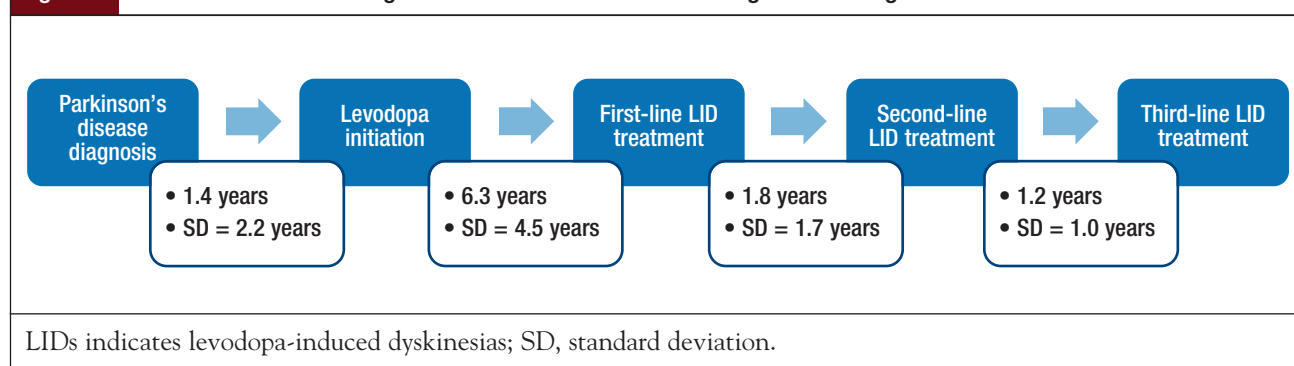 Parkinson's
disease
diagnosis
Levodopa
initiation
First-line LID
treatment
Second-line
LID treatment
Third-line LID
treatment
• 1.4 years
• SD = 2.2 years
• 6.3 years
• SD = 4.5 years
• 1.8 years
• SD = 1.7 years
• 1.2 years
• SD = 1.0 years
LIDs indicates levodopa-induced dyskinesias; SD, standard deviation.